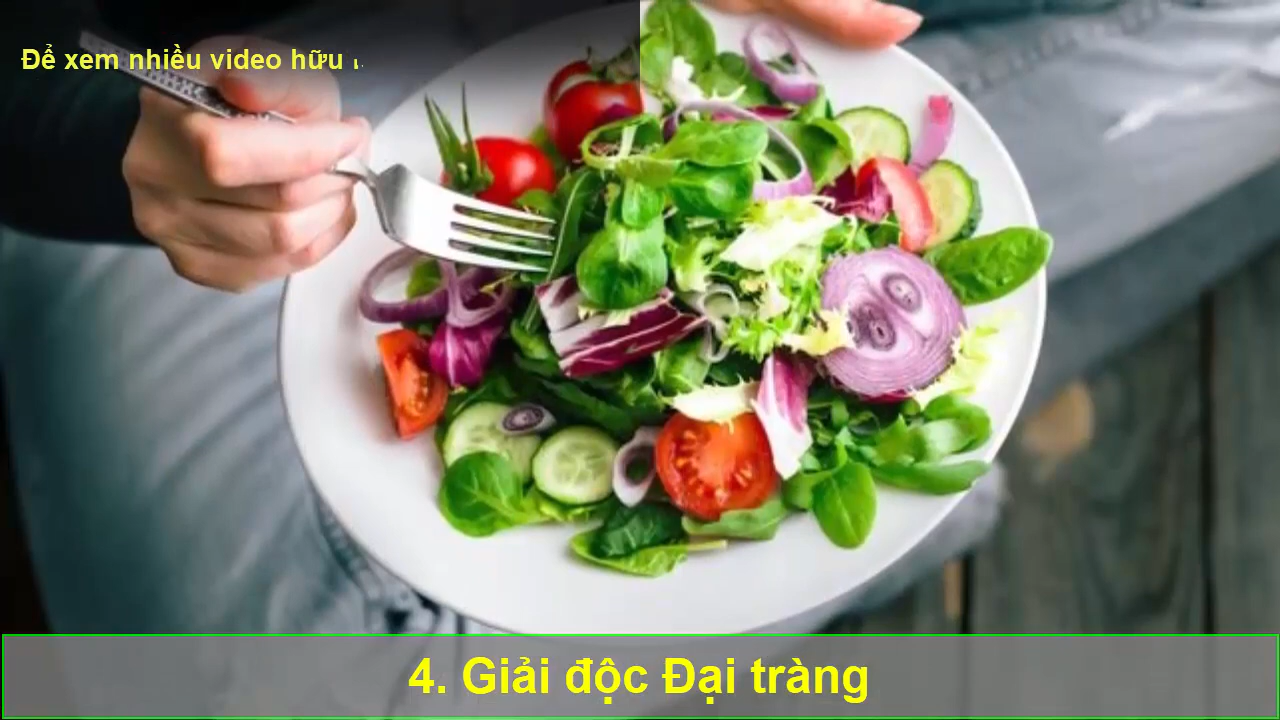 Để xem nhiều video hữu
4. Giải độc Đại tràng